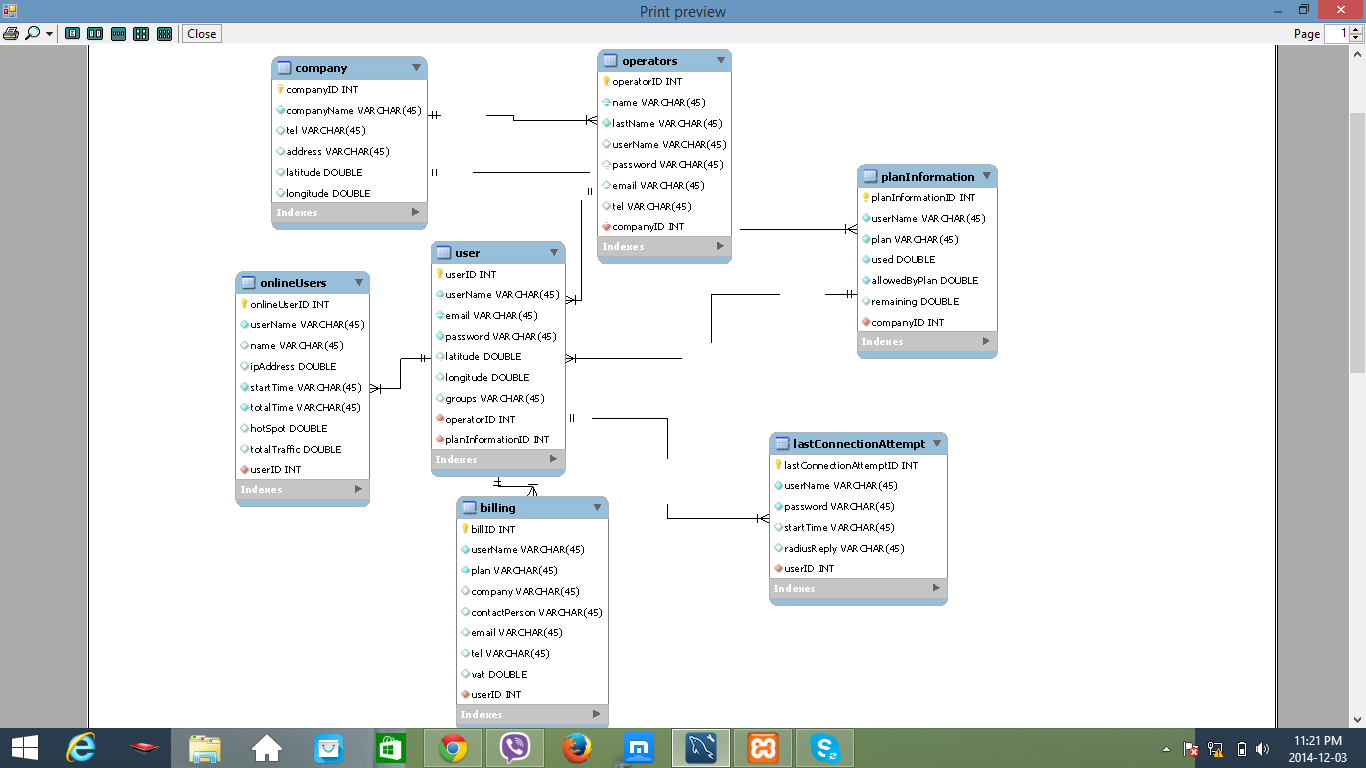 Print preview
Close
Page 1
company
companyID INT
companyName VARCHAR(45)
tel VARCHAR(45)
address VARCHAR(45)
latitude DOUBLE
longitude DOUBLE
Indexes
operators
operatorID INT
name VARCHAR(45)
lastName VARCHAR(45)
userName VARCHAR(45)
password VARCHAR(45)
email VARCHAR(45)
tel VARCHAR(45)
companyID INT
Indexes
planInformation
planInformationID INT
userName VARCHAR(45)
plan VARCHAR(45)
used DOUBLE
allowedByPlan DOUBLE
remaining DOUBLE
companyID INT
Indexes
user
userID INT
userName VARCHAR(45)
email VARCHAR(45)
password VARCHAR(45)
latitude DOUBLE
longitude DOUBLE
groups VARCHAR(45)
operatorID INT
planInformationID INT
Indexes
onlineUsers
onlineUserID INT
userName VARCHAR(45)
name VARCHAR(45)
ipAddress DOUBLE
startTime VARCHAR(45)
totalTime VARCHAR(45)
hotSpot DOUBLE
totalTraffic DOUBLE
userID INT
Indexes
lastConnectionAttempt
lastConnectionAttemptID INT
userName VARCHAR(45)
password VARCHAR(45)
startTime VARCHAR(45)
radiusReply VARCHAR(45)
userID INT
Indexes
billing
billID INT
userName VARCHAR(45)
plan VARCHAR(45)
company VARCHAR(45)
contactPerson VARCHAR(45)
email VARCHAR(45)
tel VARCHAR(45)
vat DOUBLE
userID INT
Indexes
11:21 PM
2014-12-03